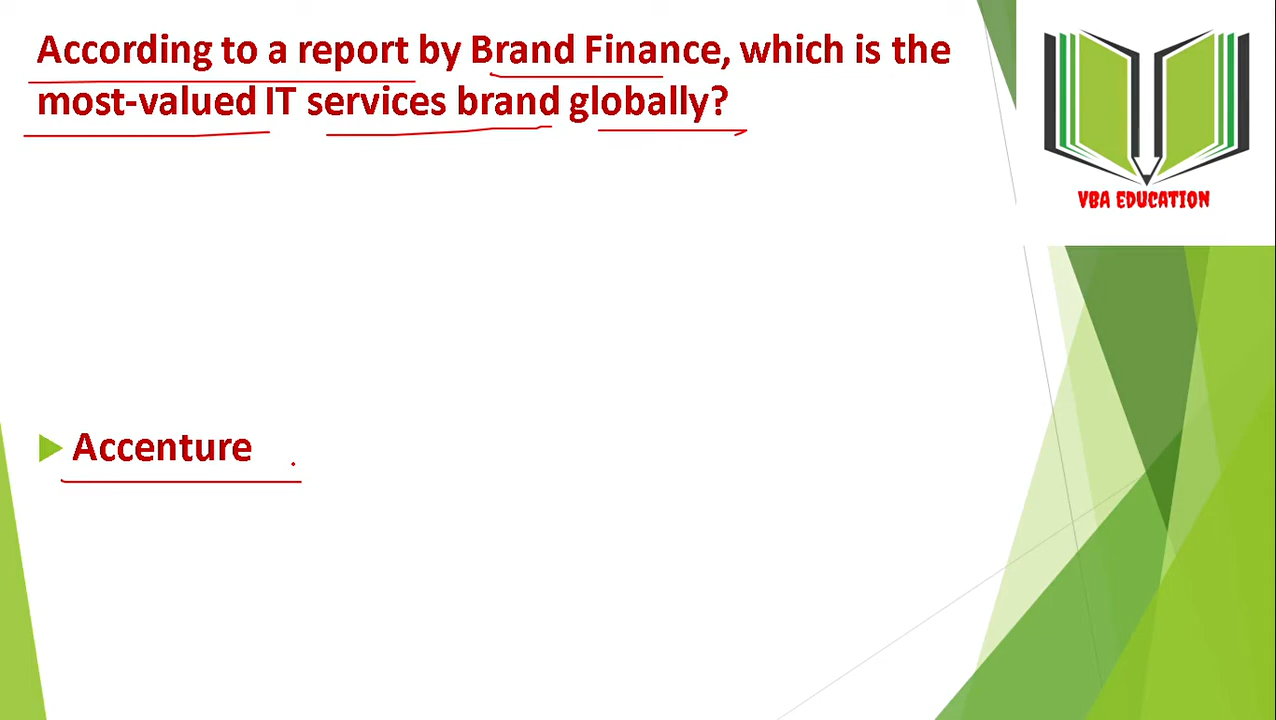 According to a report by Brand Finance, which is the
most-valued IT services brand globally?
VBA EDUCATION
Accenture